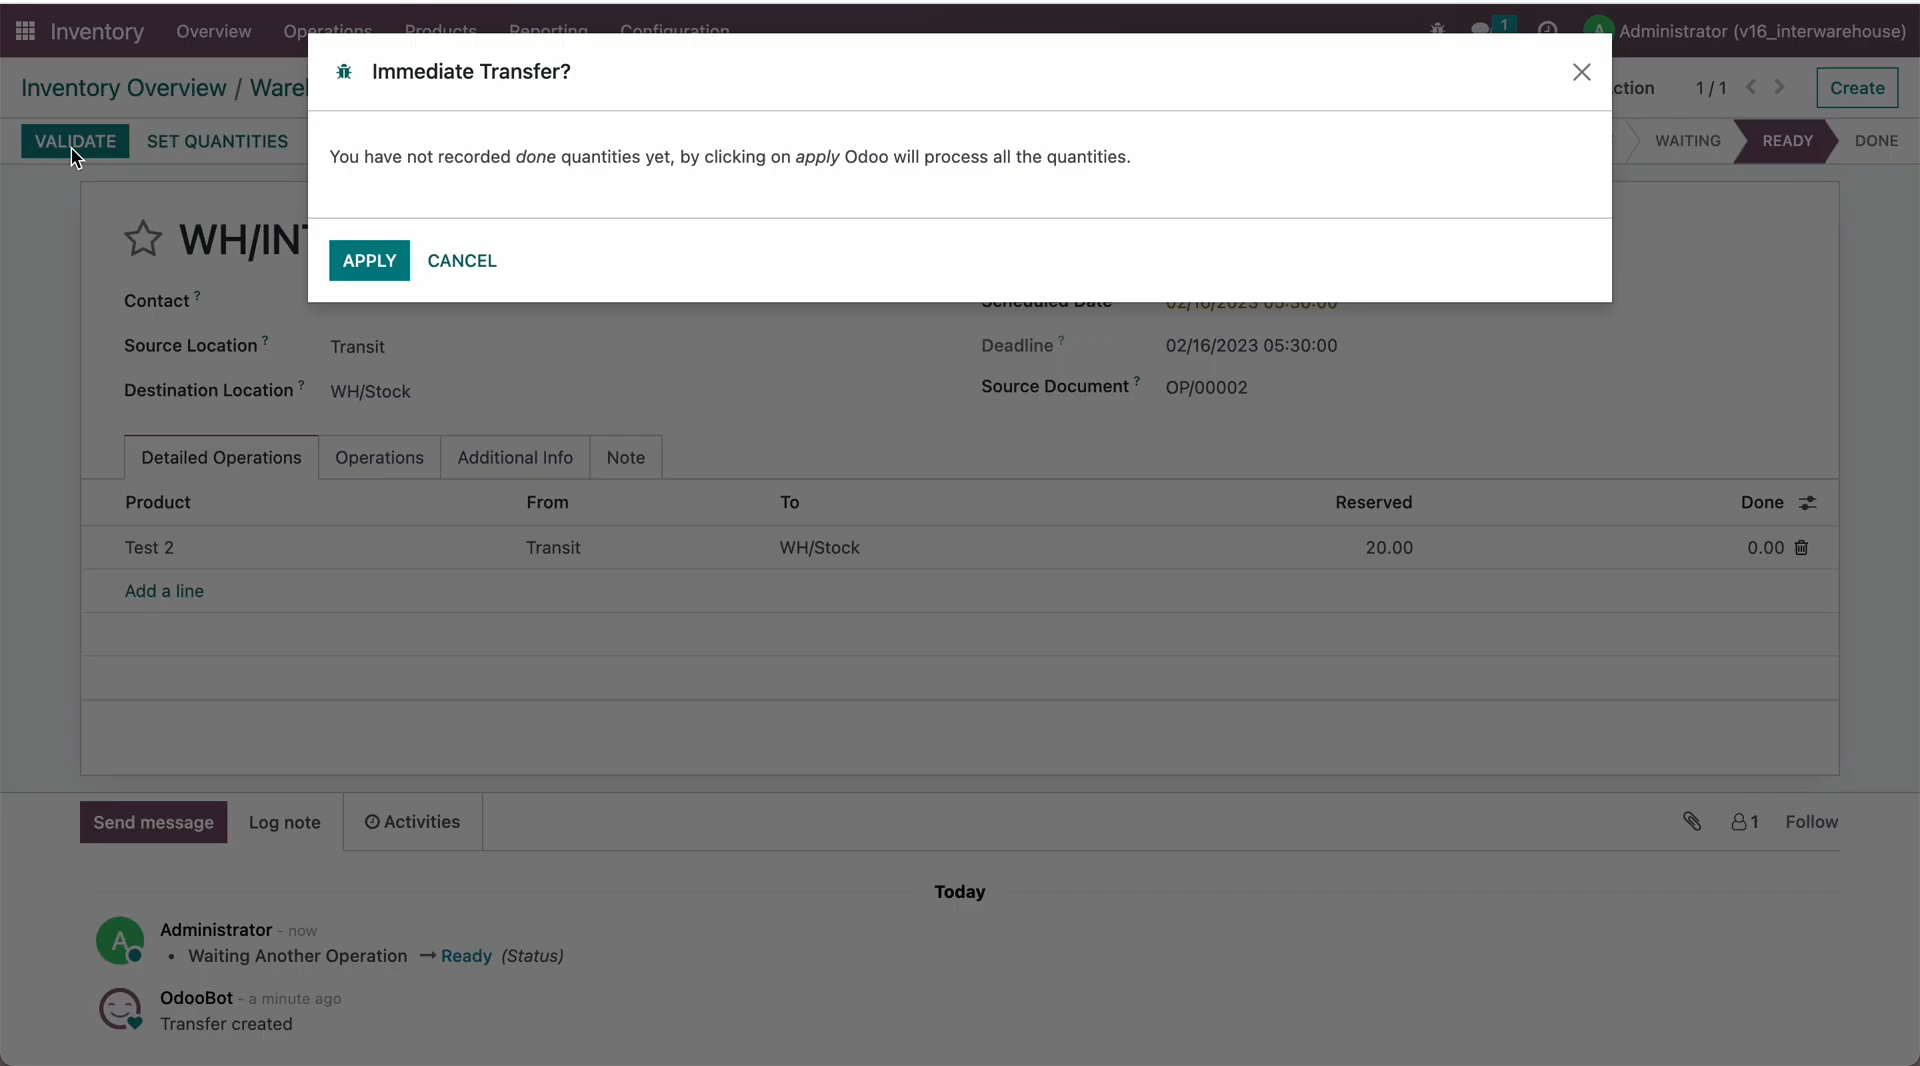 Inventory Overview Operations Products Reporting Configuration 1 A Administrator (v16_interwarehouse)
Immediate Transfer?
Inventory Overview / 1 / 1 Create
VALIDATE SET QUANTITIES WAITING READY DONE
You have not recorded done quantities yet, by clicking on apply Odoo will process all the quantities.
WH/INT
APPLY CANCEL
Contact ? Scheduled Date 02/16/2023 05:30:00
Source Location ? Transit Deadline ? 02/16/2023 05:30:00
Destination Location ? WH/Stock Source Document ? OP/00002
Detailed Operations Operations Additional Info Note
Product From To Reserved Done
Test 2 Transit WH/Stock 20.00 0.00
Add a line
Send message Log note Activities 1 Follow
Today
A Administrator - now
• Waiting Another Operation → Ready (Status)
OdooBot - a minute ago
Transfer created